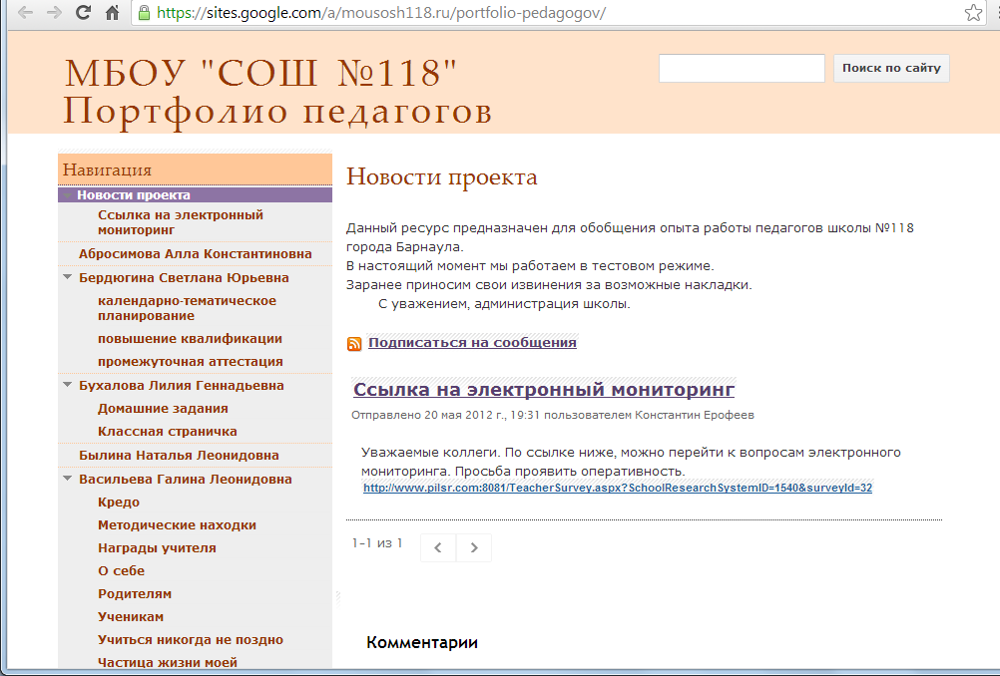 https://sites.google.com/a/mousosh118.ru/portfolio-pedagogov/
МБОУ "СОШ №118"
Портфолио педагогов
Поиск по сайту
Навигация
Новости проекта
Ссылка на электронный
мониторинг
Абросимова Алла Константиновна
Бердюгина Светлана Юрьевна
календарно-тематическое
планирование
повышение квалификации
промежуточная аттестация
Бухалова Лилия Геннадьевна
Домашние задания
Классная страничка
Былина Наталья Леонидовна
Васильева Галина Леонидовна
Кредо
Методические находки
Награды учителя
О себе
Родителям
Ученикам
Учиться никогда не поздно
Частица жизни моей
Новости проекта
Данный ресурс предназначен для обобщения опыта работы педагогов школы №118
города Барнаула.
В настоящий момент мы работаем в тестовом режиме.
Заранее приносим свои извинения за возможные накладки.
С уважением, администрация школы.
Подписаться на сообщения
Ссылка на электронный мониторинг
Отправлено 20 мая 2012 г., 19:31 пользователем Константин Ерофеев
Уважаемые коллеги. По ссылке ниже, можно перейти к вопросам электронного
мониторинга. Просьба проявить оперативность.
http://www.pilsr.com:8081/TeacherSurvey.aspx?SchoolResearchSystemID=1540&surveyId=32
1-1 из 1
Комментарии